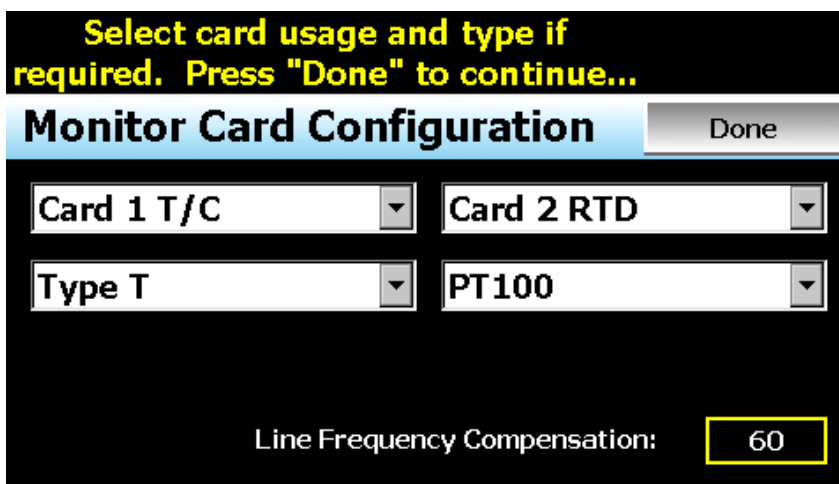 Select card usage and type if
required. Press "Done" to continue...
Monitor Card Configuration
Done
Card 1 T/C
Card 2 RTD
Type T
PT100
Line Frequency Compensation:
60